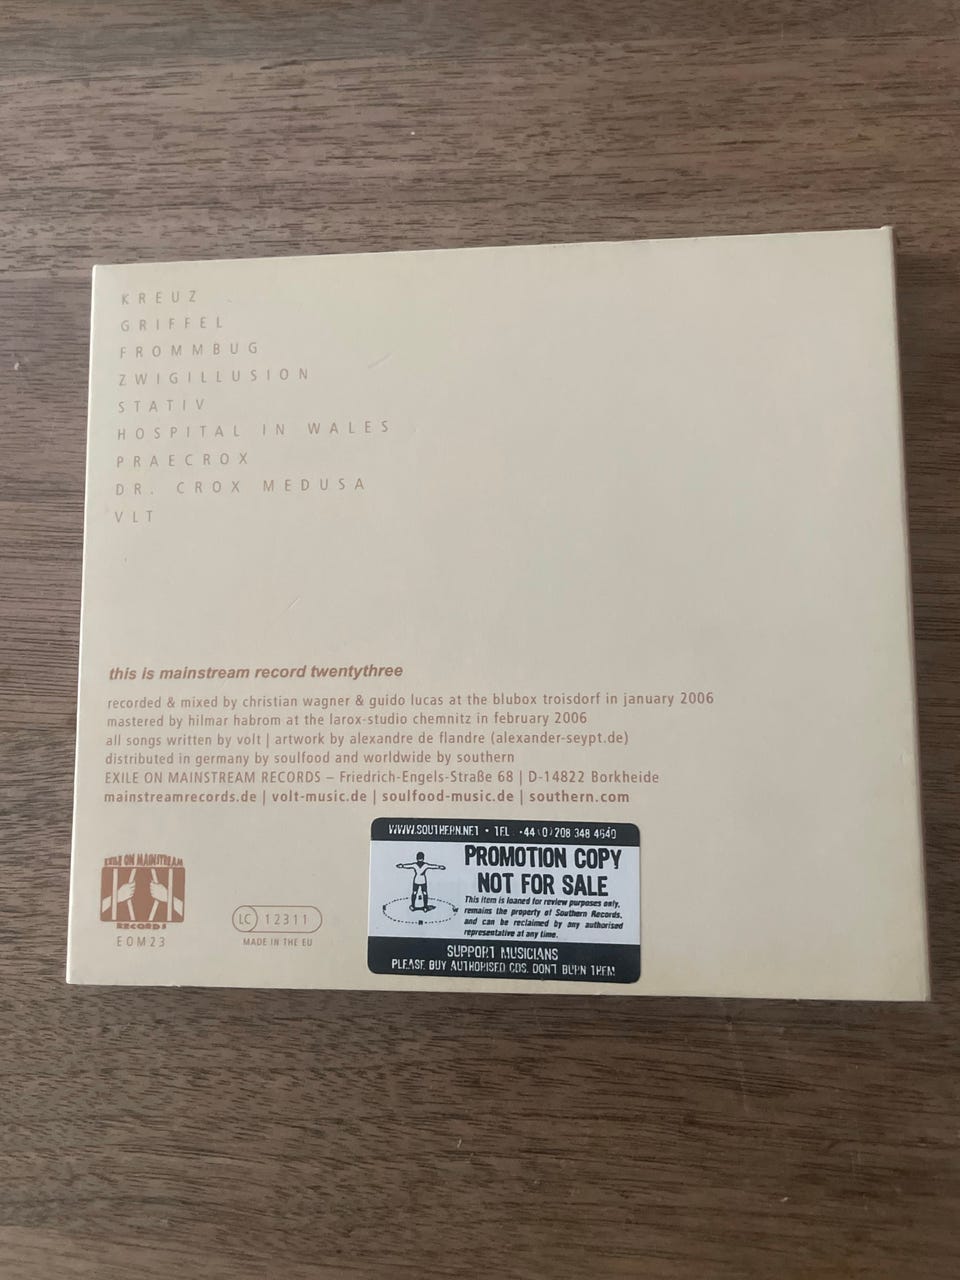 KREUZ
GRIFFEL
FROMMBUG
ZWIGILLUSION
STATIV
HOSPITAL IN WALES
PRAECROX
DR. CROX MEDUSA
VLT
this is mainstream record twentythree
recorded & mixed by christian wagner & guido lucas at the blubox troisdorf in january 2006
mastered by hilmar habrom at the larox-studio chemnitz in february 2006
all songs written by volt | artwork by alexandre de flandre (alexander-seypt.de)
distributed in germany by soulfood and worldwide by southern
EXILE ON MAINSTREAM RECORDS – Friedrich-Engels-Straße 68 | D-14822 Borkheide
mainstreamrecords.de | volt-music.de | soulfood-music.de | southern.com
WWW.SOUTHERN.NET • TEL +44 (0) 208 348 4640
PROMOTION COPY
NOT FOR SALE
This item is loaned for review purposes only,
remains the property of Southern Records,
and can be reclaimed by any authorised
representative at any time.
SUPPORT MUSICIANS
PLEASE BUY AUTHORISED CDS. DON'T BURN THEM
EXILE ON MAINSTREAM
RECORDS
EOM23
LC 12311
MADE IN THE EU